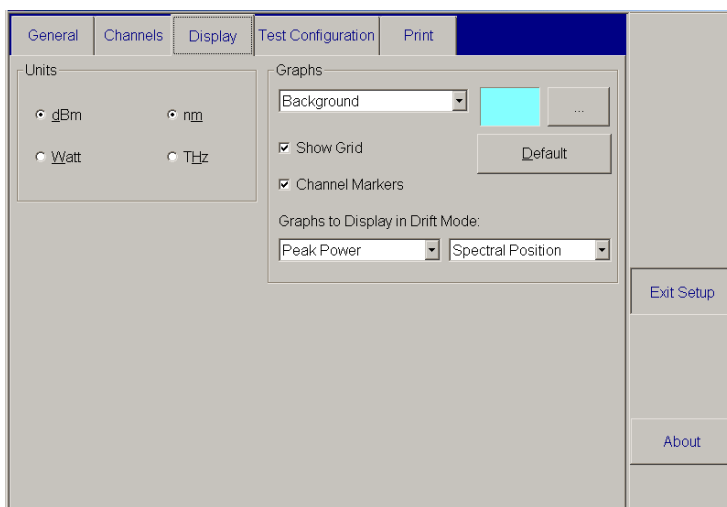 General
Channels
Display
Test Configuration
Print
Units
dBm
nm
Watt
THz
Graphs
Background
...
Show Grid
Default
Channel Markers
Graphs to Display in Drift Mode:
Peak Power
Spectral Position
Exit Setup
About